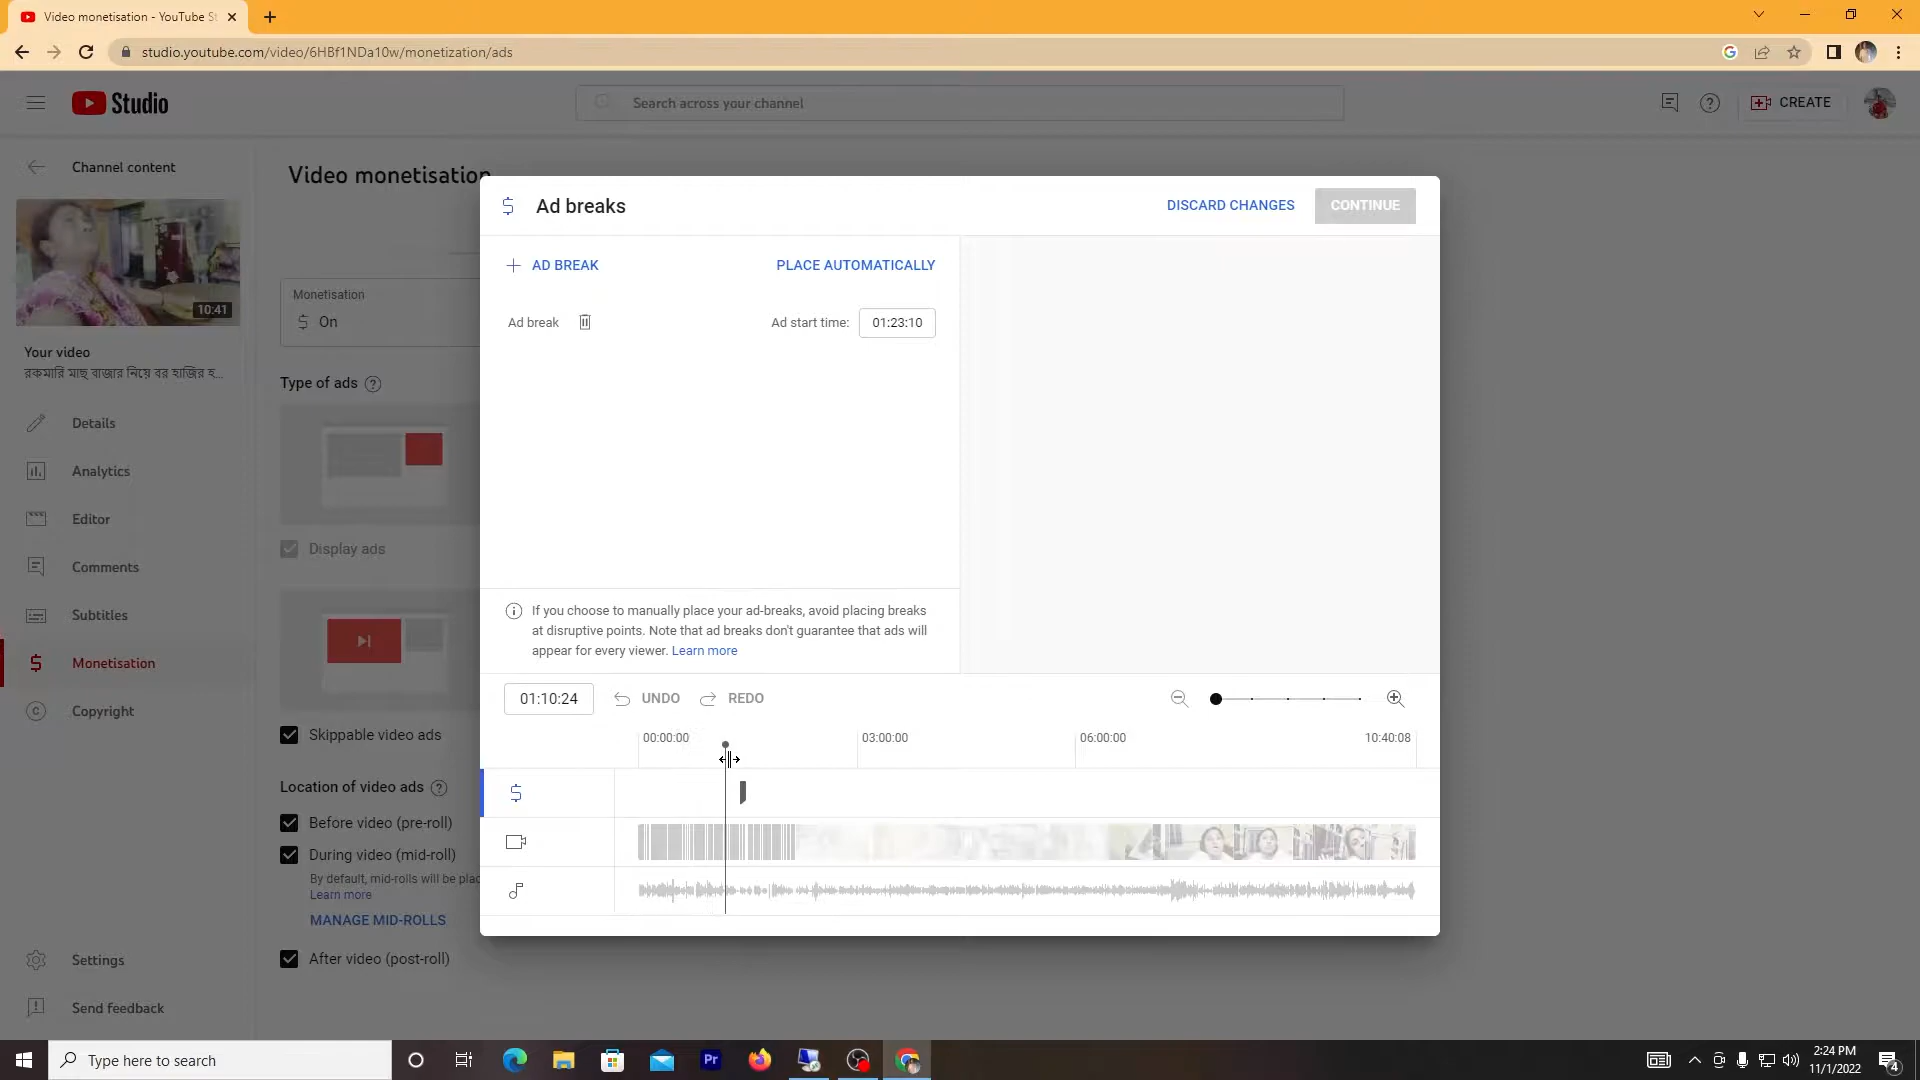 Video monetisation - YouTube St
studio.youtube.com/video/6HBf1NDa10w/monetization/ads
Studio
Search across your channel
CREATE
Channel content
10:41
Your video
রকমারি মাছ বাজার নিয়ে বর হাজির হ...
Details
Analytics
Editor
Comments
Subtitles
Monetisation
Copyright
Settings
Send feedback
Video monetisation
Monetisation
On
Type of ads
Display ads
Skippable video ads
Location of video ads
Before video (pre-roll)
During video (mid-roll)
By default, mid-rolls will be plac
Learn more
MANAGE MID-ROLLS
After video (post-roll)
Ad breaks
DISCARD CHANGES
CONTINUE
AD BREAK
PLACE AUTOMATICALLY
Ad break
Ad start time:
01:23:10
If you choose to manually place your ad-breaks, avoid placing breaks
at disruptive points. Note that ad breaks don't guarantee that ads will
appear for every viewer. Learn more
01:10:24
UNDO
REDO
00:00:00
03:00:00
06:00:00
10:40:08
Type here to search
Pr
2:24 PM
11/1/2022
4